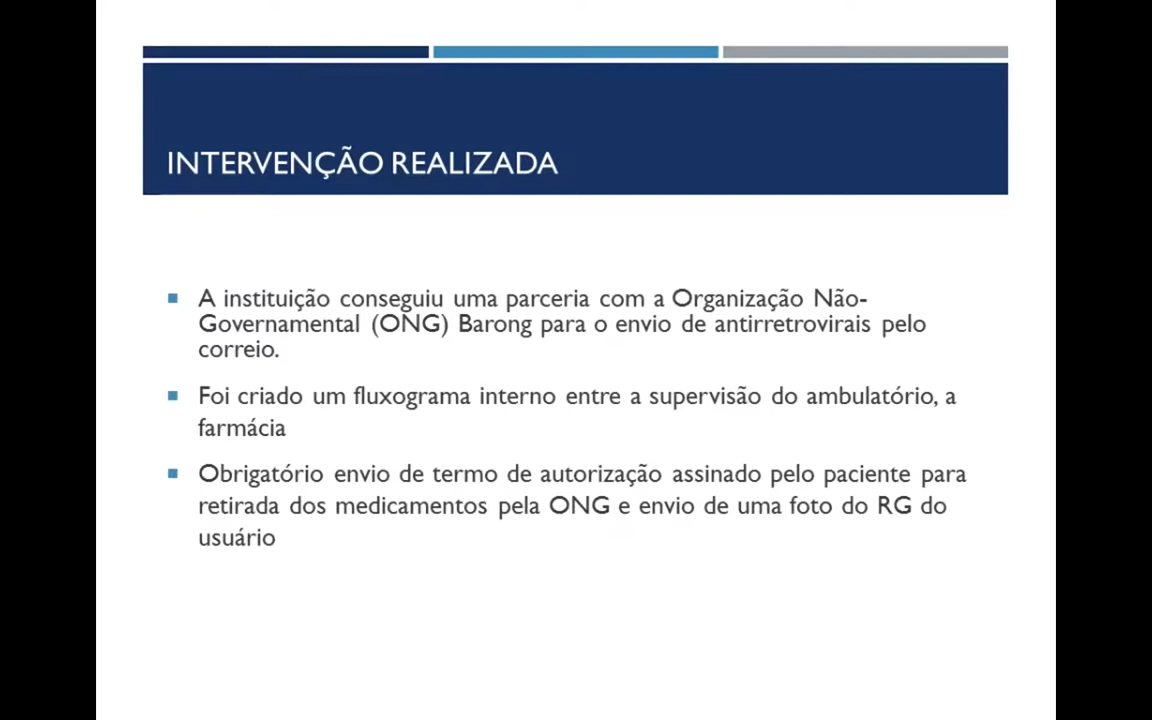 INTERVENÇÃO REALIZADA
A instituição conseguiu uma parceria com a Organização Não-
Governamental (ONG) Barong para o envio de antirretrovirais pelo
correio.
Foi criado um fluxograma interno entre a supervisão do ambulatório, a
farmácia
Obrigatório envio de termo de autorização assinado pelo paciente para
retirada dos medicamentos pela ONG e envio de uma foto do RG do
usuário